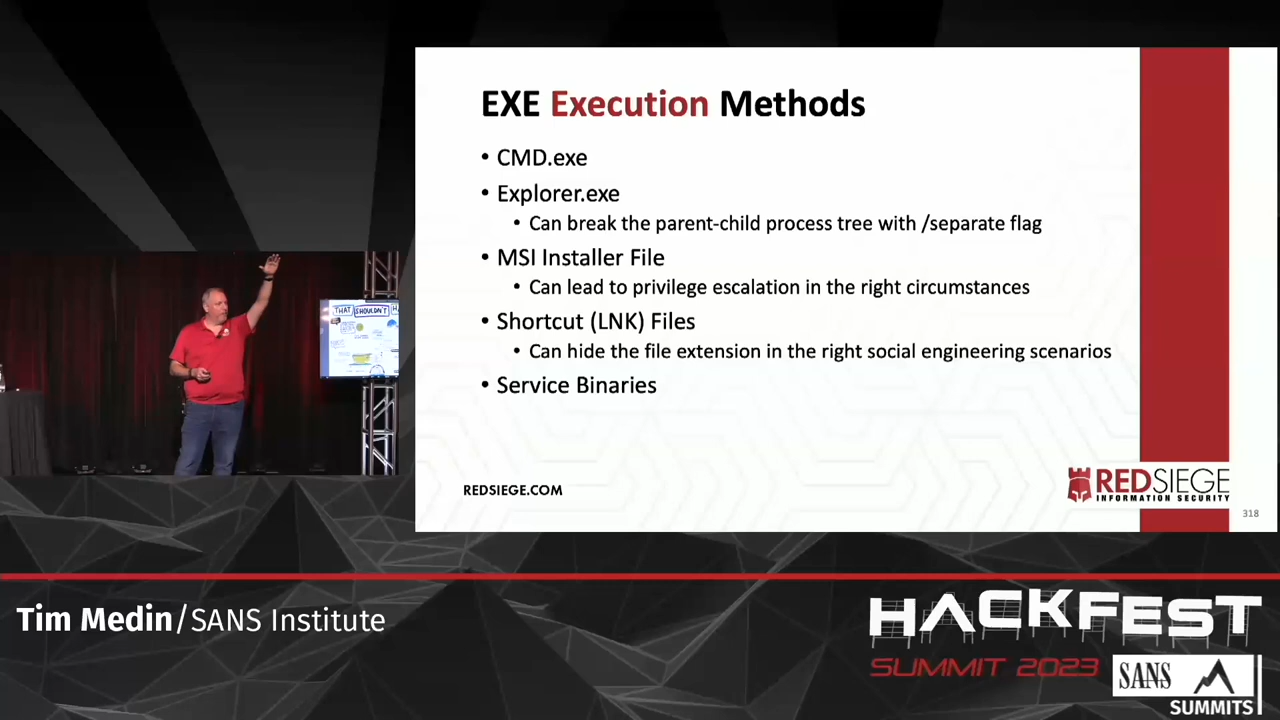 EXE Execution Methods
• CMD.exe
• Explorer.exe
• Can break the parent-child process tree with /separate flag
• MSI Installer File
• Can lead to privilege escalation in the right circumstances
• Shortcut (LNK) Files
• Can hide the file extension in the right social engineering scenarios
• Service Binaries
REDSIEGE.COM
REDSIEGE
INFORMATION SECURITY
318
THAT SHOULDN'T
Tim Medin/SANS Institute
HACKFEST
SUMMIT 2023
SANS
SUMMITS